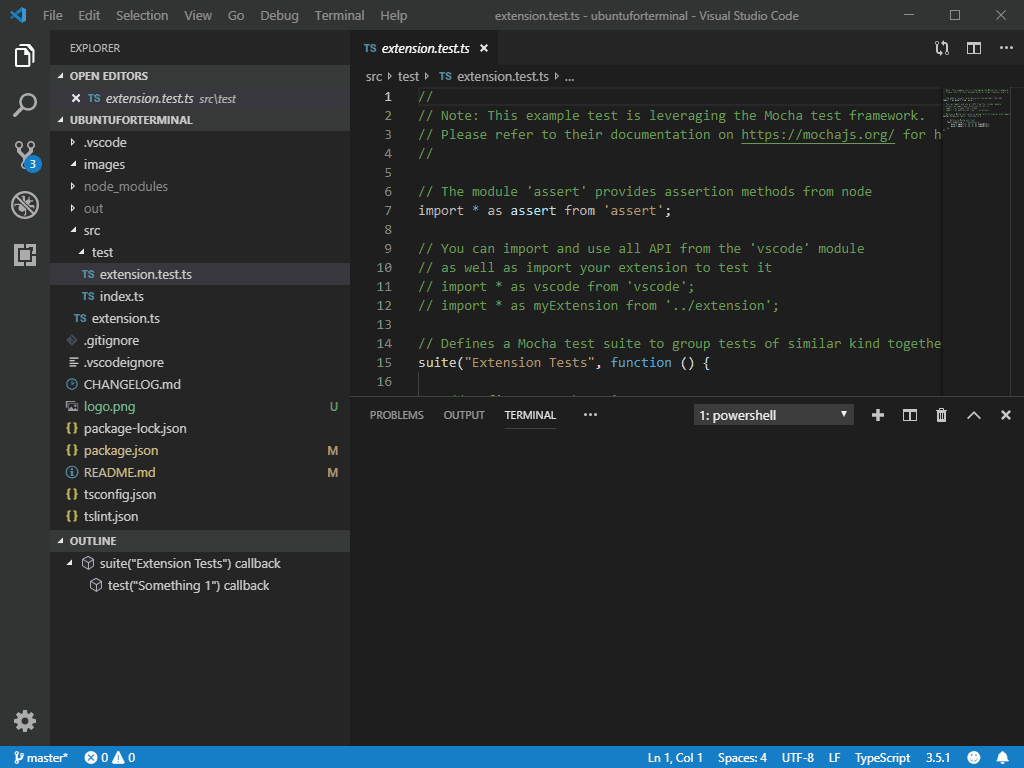 File Edit Selection View Go Debug Terminal Help extension.test.ts - ubuntuforterminal - Visual Studio Code
EXPLORER
OPEN EDITORS
TS extension.test.ts src\test
UBUNTUFORTERMINAL
.vscode
images
node_modules
out
src
test
TS extension.test.ts
TS index.ts
TS extension.ts
.gitignore
.vscodeignore
CHANGELOG.md
logo.png U
package-lock.json
package.json M
README.md M
tsconfig.json
tslint.json
OUTLINE
suite("Extension Tests") callback
test("Something 1") callback
3
TS extension.test.ts
src test TS extension.test.ts ...
1 //
2 // Note: This example test is leveraging the Mocha test framework.
3 // Please refer to their documentation on https://mochajs.org/ for h
4 //
5
6 // The module 'assert' provides assertion methods from node
7 import * as assert from 'assert';
8
9 // You can import and use all API from the 'vscode' module
10 // as well as import your extension to test it
11 // import * as vscode from 'vscode';
12 // import * as myExtension from '../extension';
13
14 // Defines a Mocha test suite to group tests of similar kind togethe
15 suite("Extension Tests", function () {
16
PROBLEMS OUTPUT TERMINAL ••• 1: powershell
master* 0 0 Ln 1, Col 1 Spaces: 4 UTF-8 LF TypeScript 3.5.1